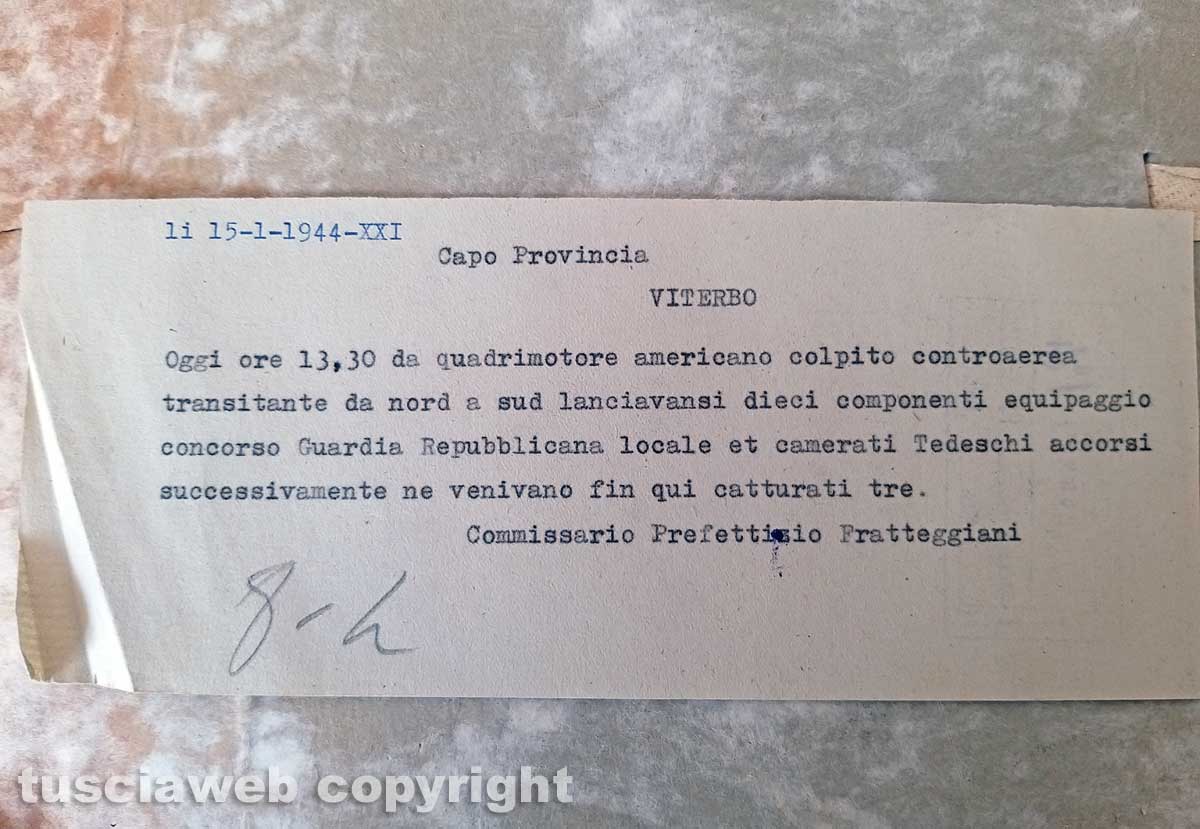 li 15-1-1944-XXI
Capo Provincia
VITERBO
Oggi ore 13,30 da quadrimotore americano colpito controaerea
transitante da nord a sud lanciavansi dieci componenti equipaggio
concorso Guardia Repubblicana locale et camerati Tedeschi accorsi
successivamente ne venivano fin qui catturati tre.
Commissario Prefettizio Fratteggiani
tusciaweb copyright